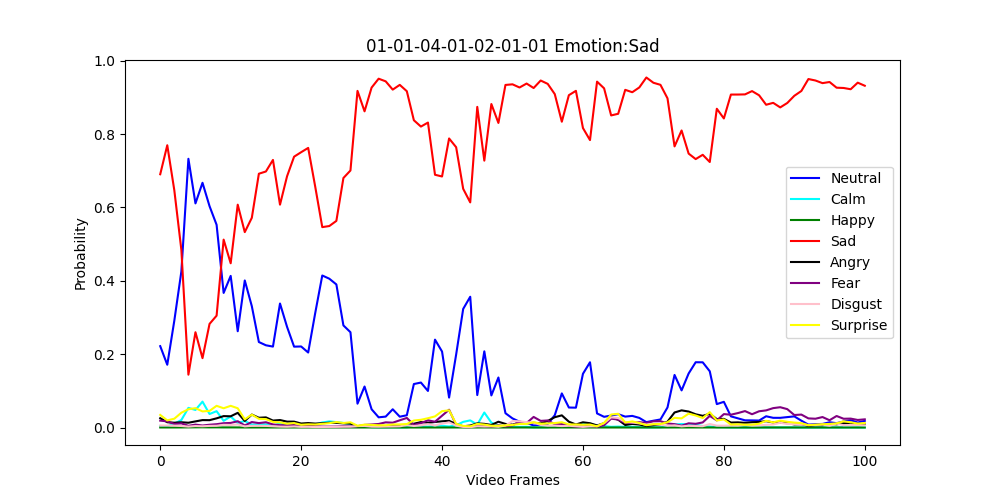 01-01-04-01-02-01-01 Emotion:Sad
Probability
1.0
0.8
0.6
0.4
0.2
0.0
Neutral
Calm
Happy
Sad
Angry
Fear
Disgust
Surprise
0 20 40 60 80 100
Video Frames